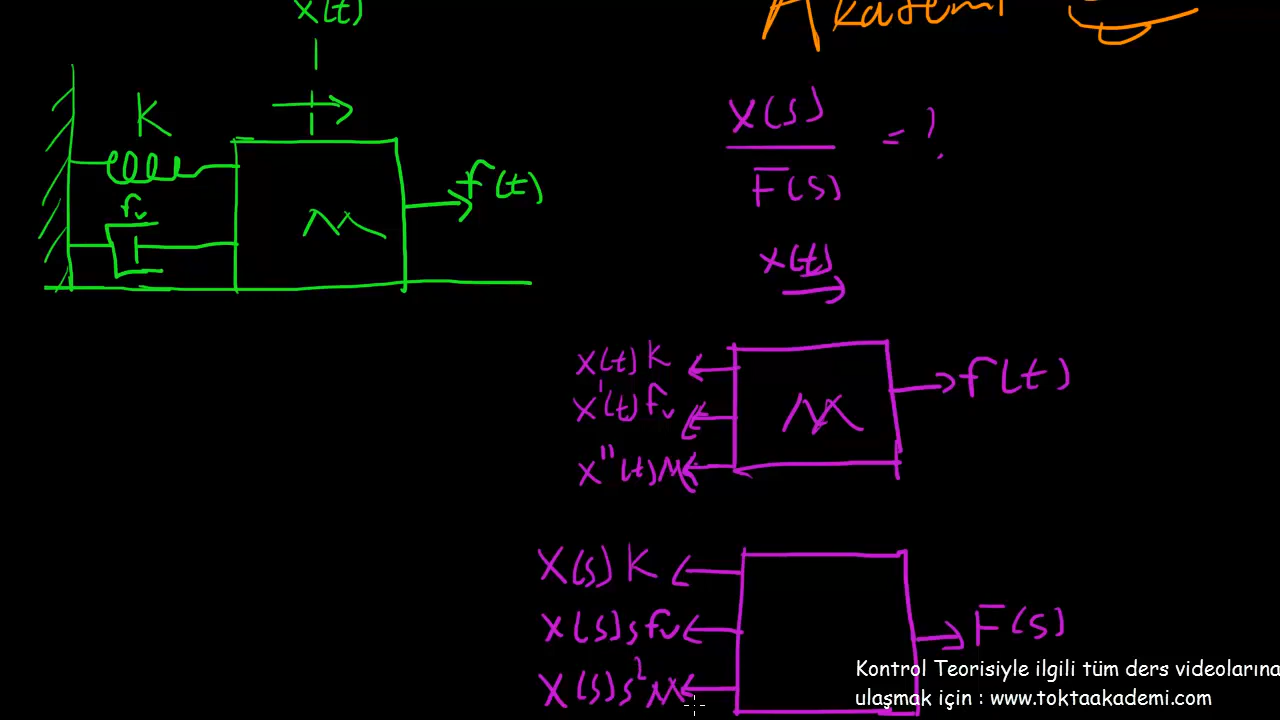 x(t)
Akademi
K
fv
M
f(t)
X(s)
F(s)
= ?
x(t)
x(t) K
x'(t) fv
x''(t) M
M
f(t)
X(s) K
X(s) s fv
X(s) s² M
F(s)
Kontrol Teorisiyle ilgili tüm ders videolarına
ulaşmak için : www.toktaakademi.com